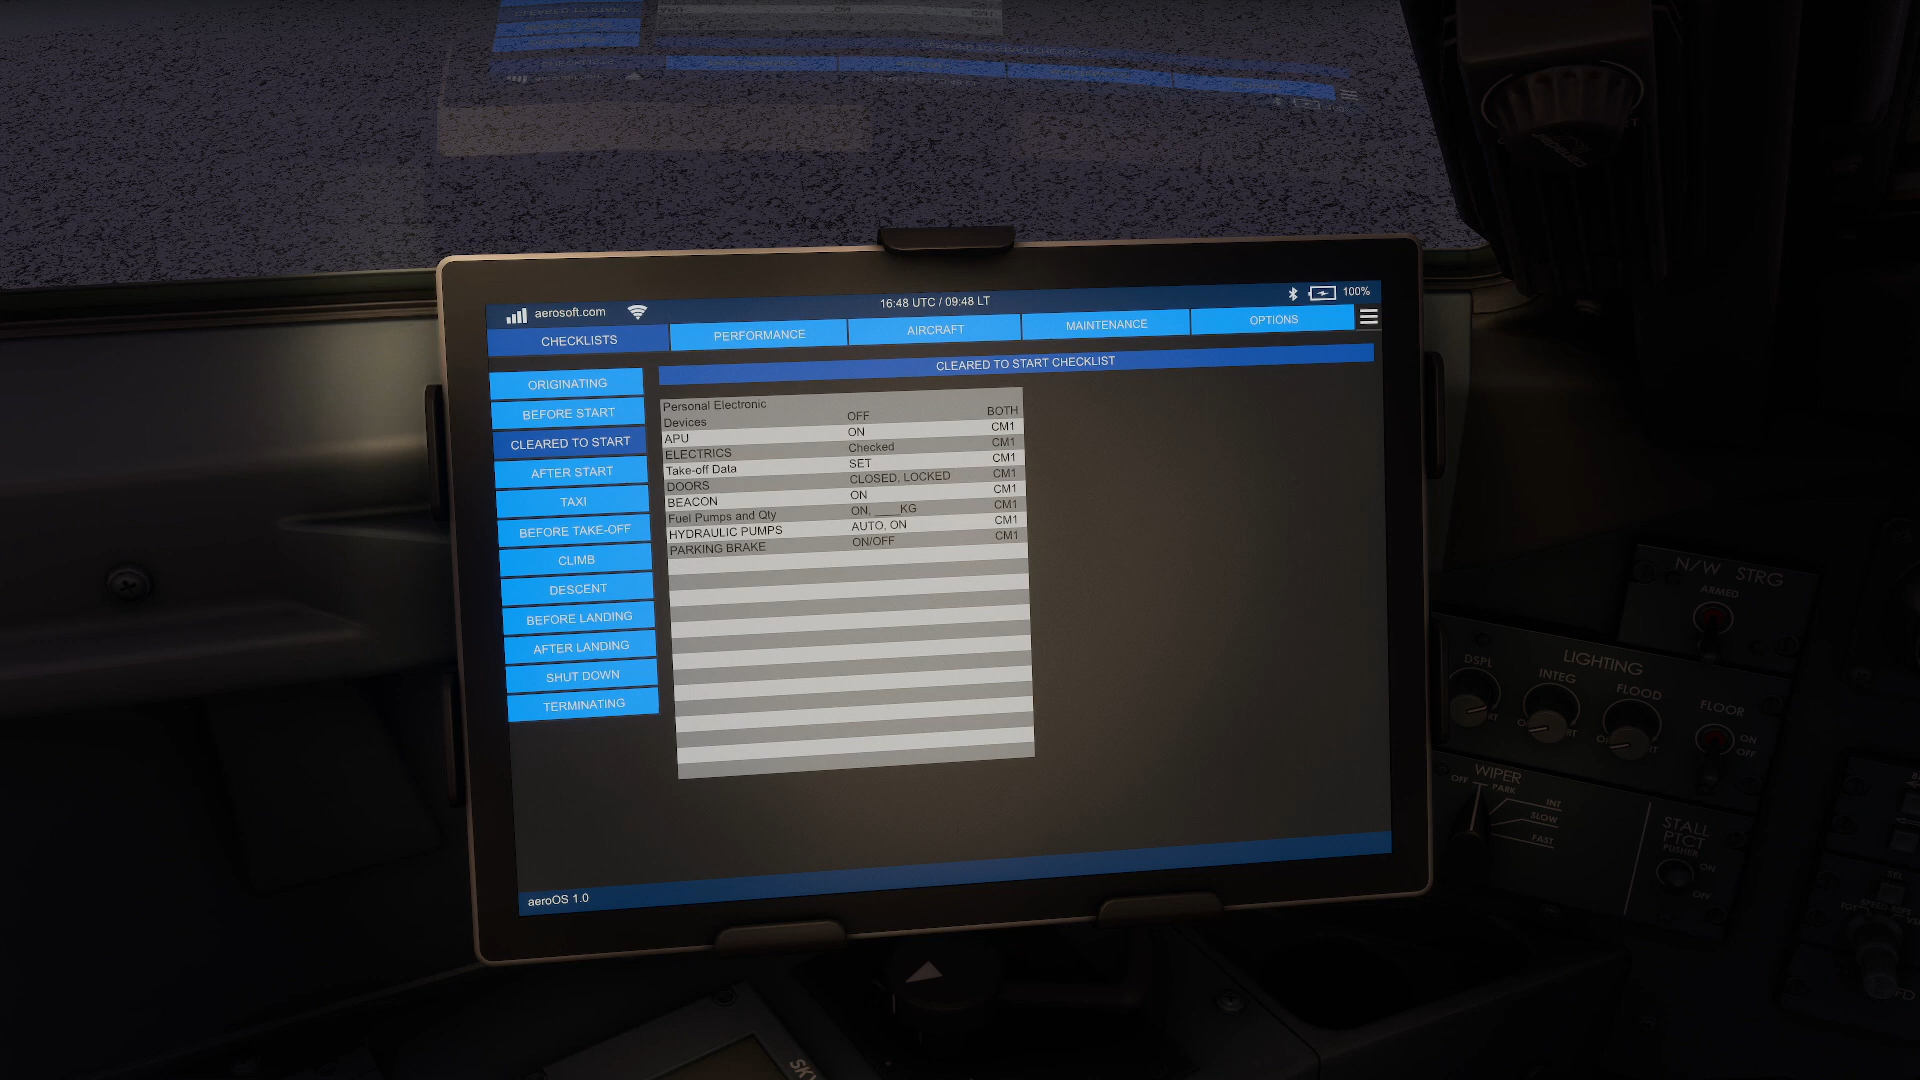 aerosoft.com
16:48 UTC / 09:48 LT
100%
CHECKLISTS
PERFORMANCE
AIRCRAFT
MAINTENANCE
OPTIONS
CLEARED TO START CHECKLIST
ORIGINATING
BEFORE START
CLEARED TO START
AFTER START
TAXI
BEFORE TAKE-OFF
CLIMB
DESCENT
BEFORE LANDING
AFTER LANDING
SHUT DOWN
TERMINATING
Personal Electronic
Devices OFF BOTH
APU ON CM1
ELECTRICS Checked CM1
Take-off Data SET CM1
DOORS CLOSED, LOCKED CM1
BEACON ON CM1
Fuel Pumps and Qty ON, ____KG CM1
HYDRAULIC PUMPS AUTO, ON CM1
PARKING BRAKE ON/OFF CM1
aeroOS 1.0
N/W STRG
ARMED
LIGHTING
DSPL
INTEG
FLOOD
FLOOR
ON
OFF
WIPER
OFF
PARK
INT
SLOW
FAST
STALL
PTCT
PUSHER
ON
OFF